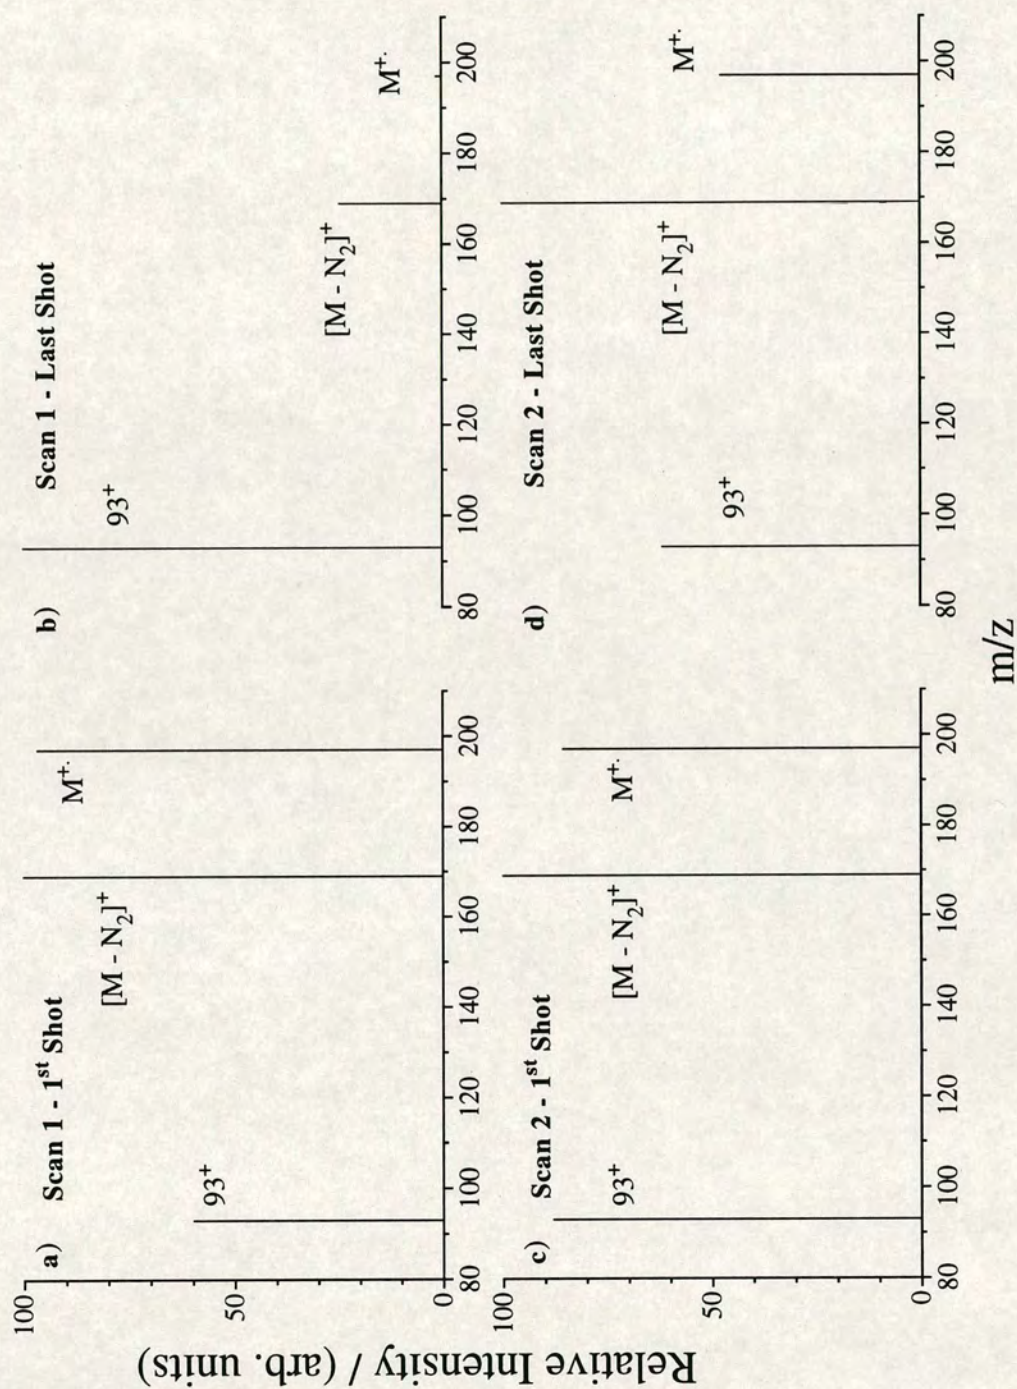 Relative Intensity / (arb. units)
a) Scan 1 - 1st Shot
100
50
0
93+
[M - N2]+
M+.
80 100 120 140 160 180 200
b) Scan 1 - Last Shot
93+
[M - N2]+
M+.
80 100 120 140 160 180 200
c) Scan 2 - 1st Shot
100
50
0
93+
[M - N2]+
M+.
80 100 120 140 160 180 200
d) Scan 2 - Last Shot
93+
[M - N2]+
M+.
80 100 120 140 160 180 200
m/z